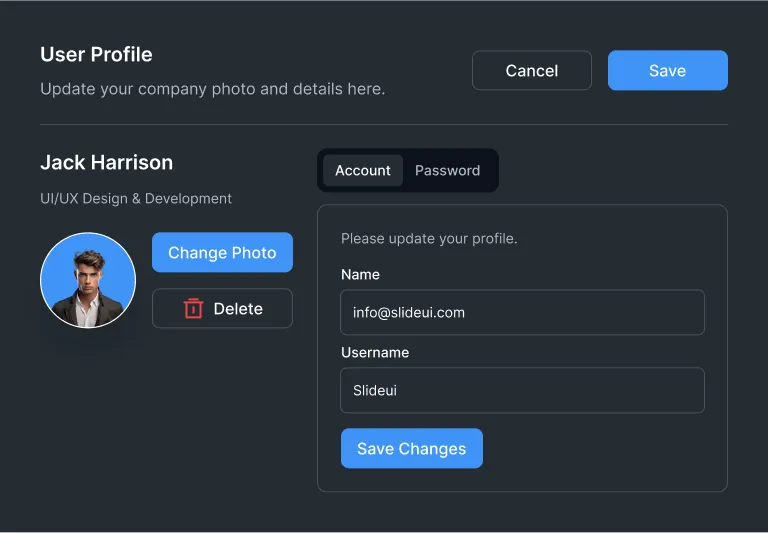 User Profile
Update your company photo and details here.
Cancel
Save
Jack Harrison
UI/UX Design & Development
Change Photo
Delete
Account
Password
Please update your profile.
Name
info@slideui.com
Username
Slideui
Save Changes